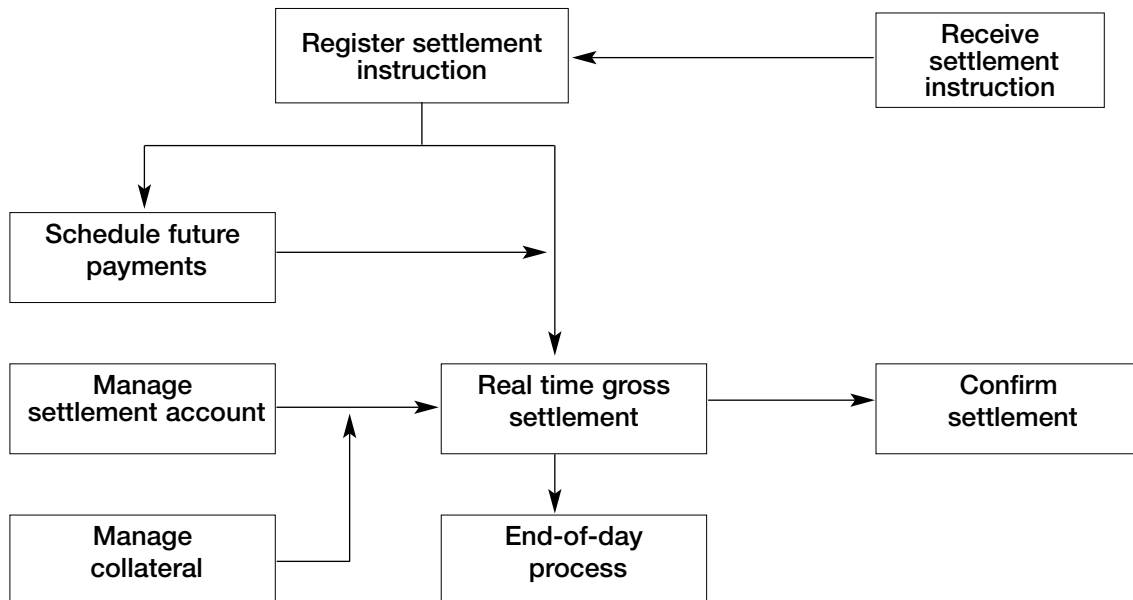 Register settlement
instruction
Receive
settlement
instruction
Schedule future
payments
Manage
settlement account
Real time gross
settlement
Confirm
settlement
Manage
collateral
End-of-day
process